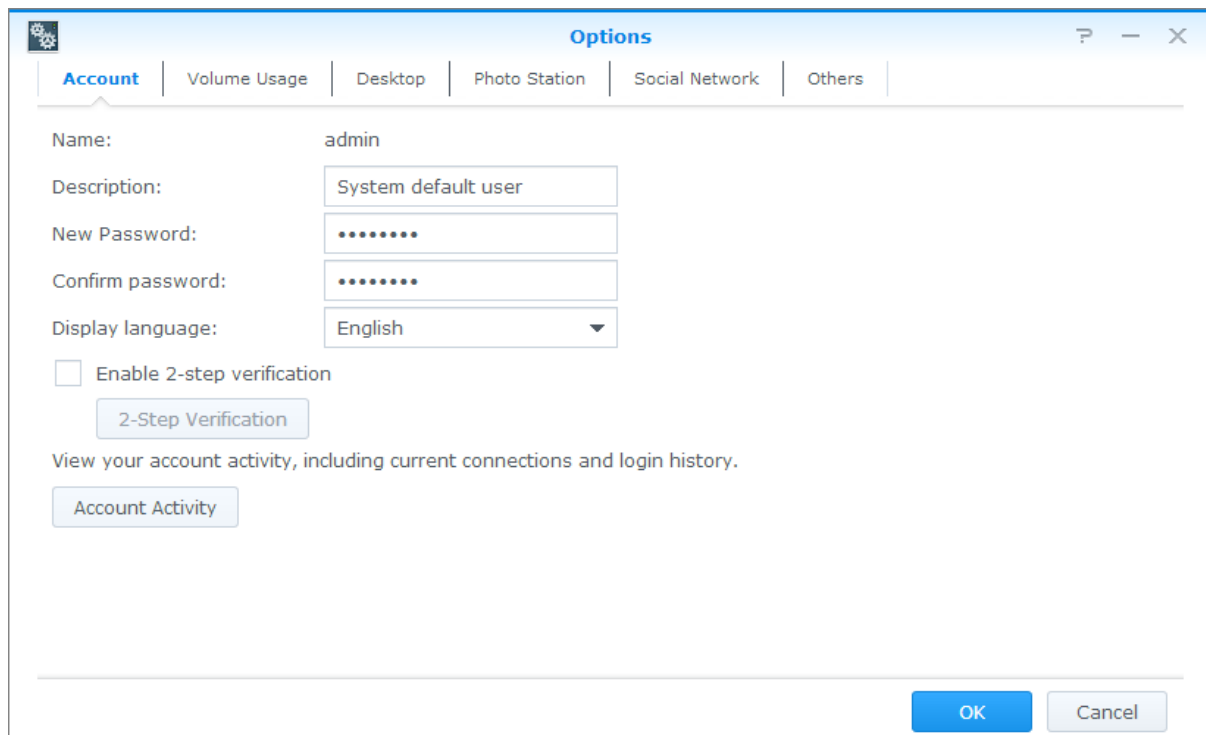 Options
Account Volume Usage Desktop Photo Station Social Network Others
Name: admin
Description: System default user
New Password: ••••••••
Confirm password: ••••••••
Display language: English
Enable 2-step verification
2-Step Verification
View your account activity, including current connections and login history.
Account Activity
OK Cancel